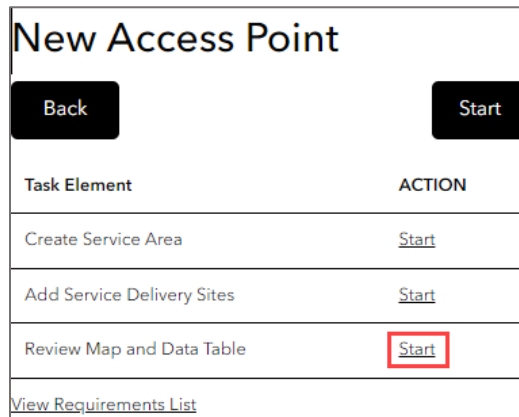 New Access Point
Back Start
Task Element ACTION
Create Service Area Start
Add Service Delivery Sites Start
Review Map and Data Table Start
View Requirements List